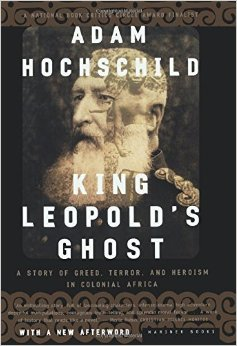 A NATIONAL BOOK CRITICS CIRCLE AWARD FINALIST
ADAM
HOCHSCHILD
KING
LEOPOLD'S
GHOST
A STORY OF GREED, TERROR, AND HEROISM
IN COLONIAL AFRICA
WITH A NEW AFTERWORD
MARINER BOOKS